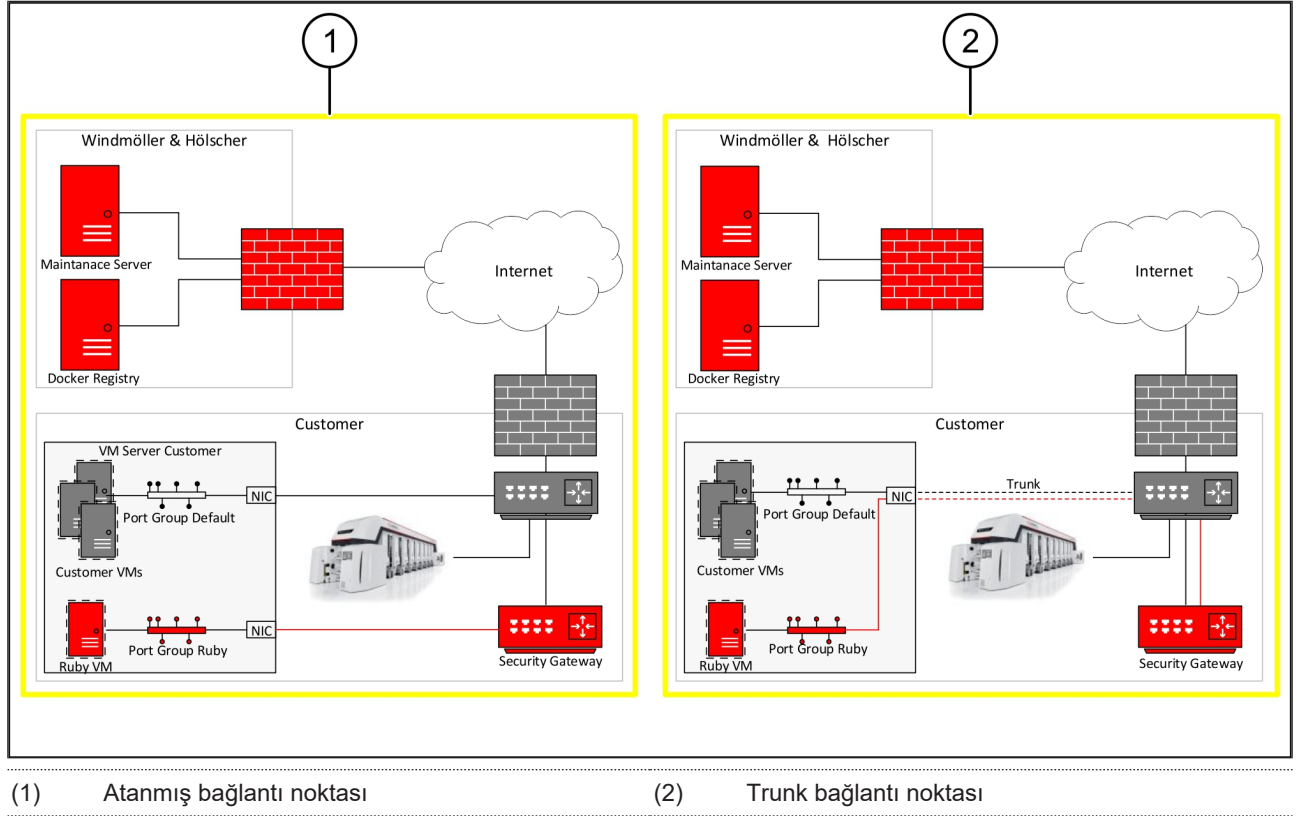 1
2
Windmöller & Hölscher
Maintanace Server
Docker Registry
Internet
Customer
VM Server Customer
NIC
Port Group Default
Customer VMs
NIC
Port Group Ruby
Ruby VM
Security Gateway
Windmöller & Hölscher
Maintanace Server
Docker Registry
Internet
Customer
Trunk
NIC
Port Group Default
Customer VMs
Port Group Ruby
Ruby VM
Security Gateway
(1) Atanmış bağlantı noktası
(2) Trunk bağlantı noktası